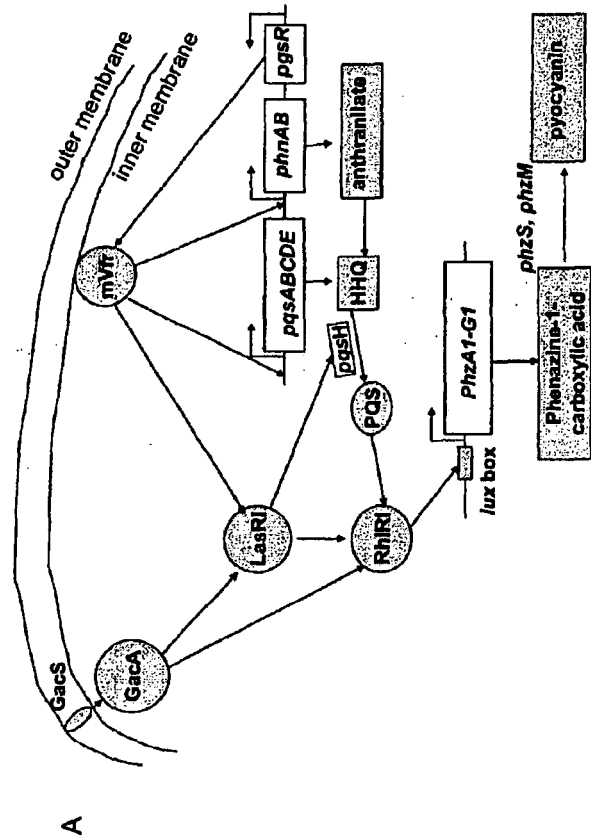 A
outer membrane
inner membrane
GacS
GacA
mVfr
LasRI
RhlRI
pqsABCDE
phnAB
pgsR
HHQ
anthranilate
pqsH
PQS
lux box
PhzA1-G1
Phenazine-1-
carboxylic acid
phzS, phzM
pyocyanin